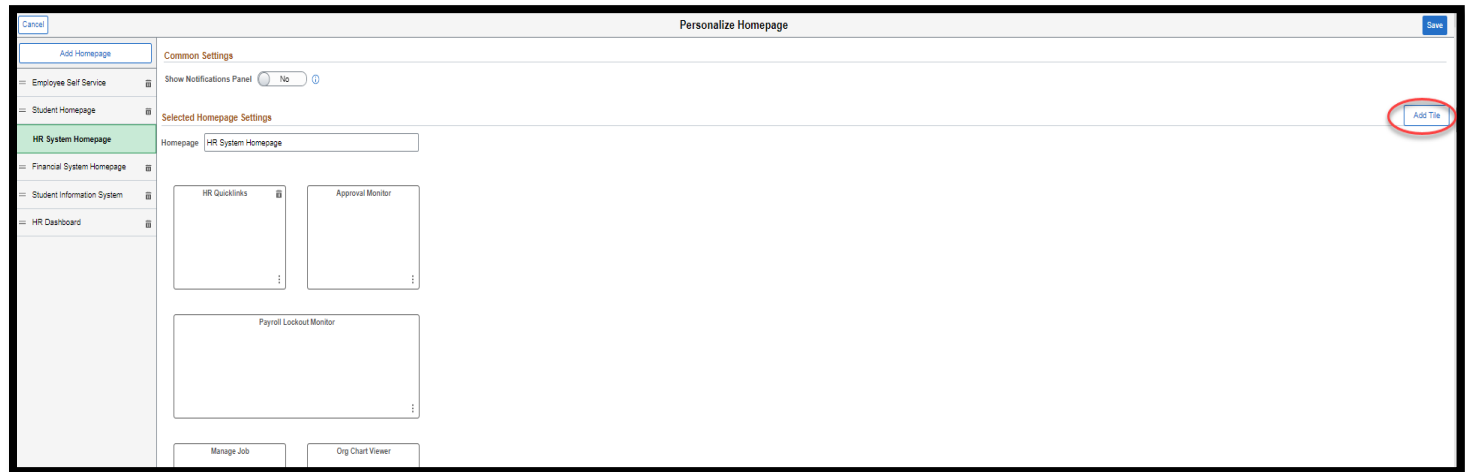 Cancel
Personalize Homepage
Save
Add Homepage
Employee Self Service
Student Homepage
HR System Homepage
Financial System Homepage
Student Information System
HR Dashboard
Common Settings
Show Notifications Panel No
Selected Homepage Settings
Add Tile
Homepage HR System Homepage
HR Quicklinks
Approval Monitor
Payroll Lockout Monitor
Manage Job
Org Chart Viewer